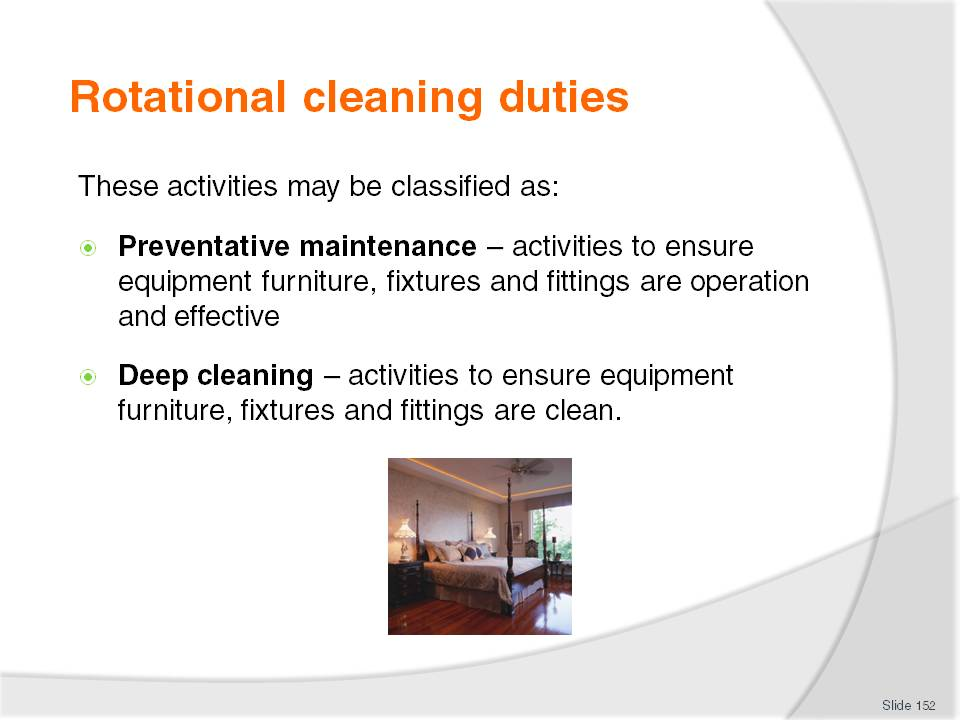 Rotational cleaning duties
These activities may be classified as:
Preventative maintenance – activities to ensure
equipment furniture, fixtures and fittings are operation
and effective
Deep cleaning – activities to ensure equipment
furniture, fixtures and fittings are clean.
Slide 152